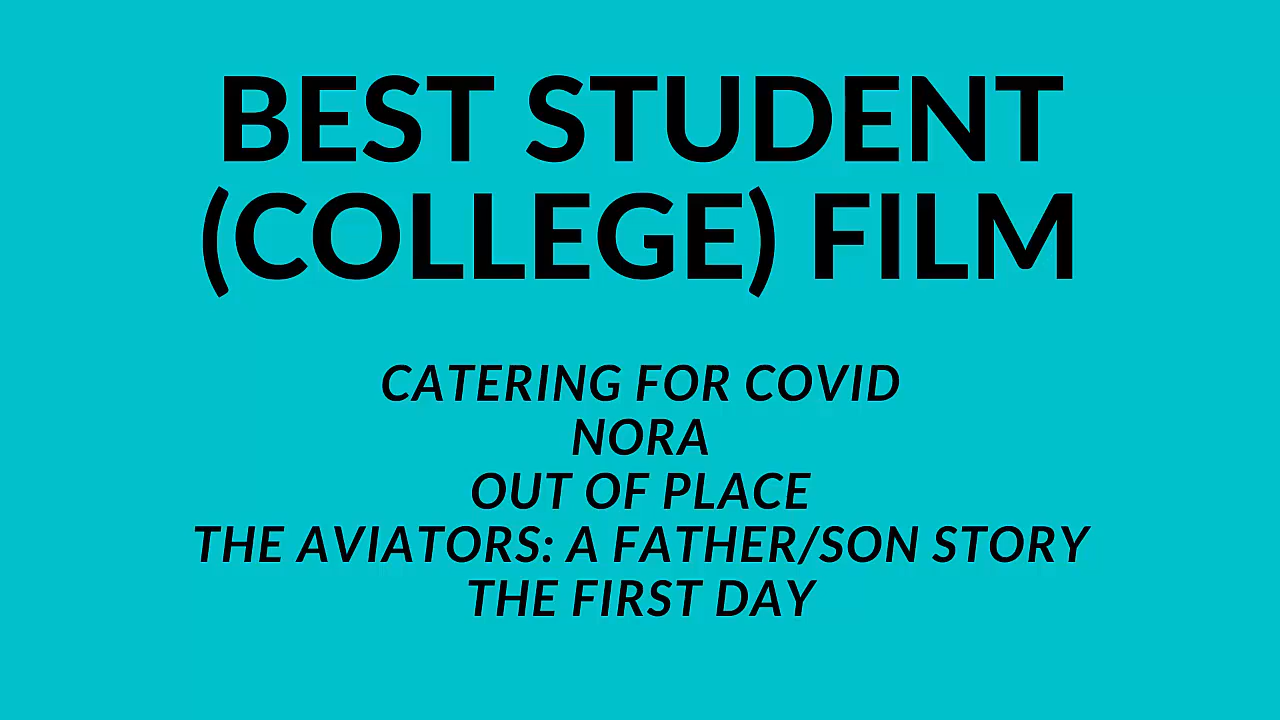 BEST STUDENT
(COLLEGE) FILM
CATERING FOR COVID
NORA
OUT OF PLACE
THE AVIATORS: A FATHER/SON STORY
THE FIRST DAY